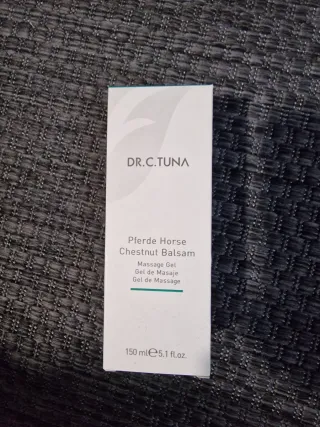 DR.C.TUNA
Pferde Horse
Chestnut Balsam
Massage Gel
Gel de Masaje
Gel de Massage
150 ml ℮ 5.1 fl.oz.